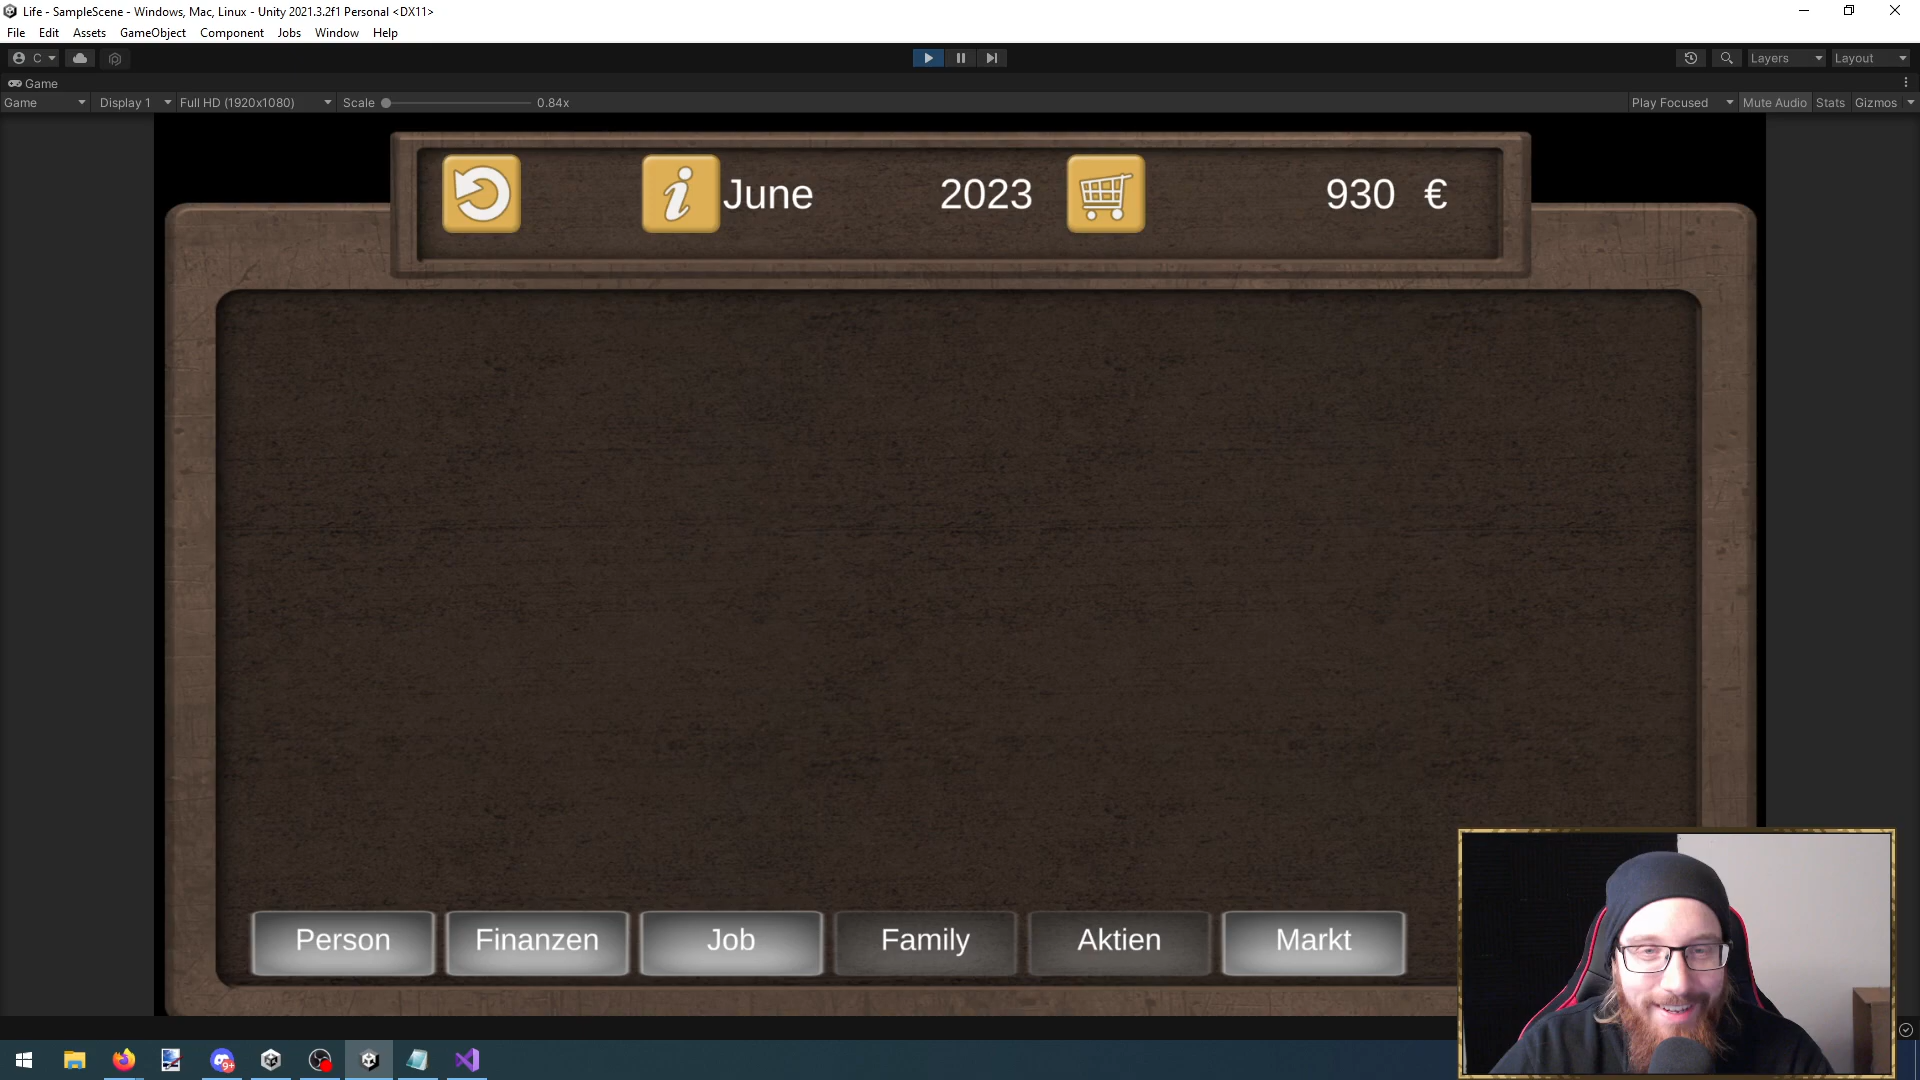 Life - SampleScene - Windows, Mac, Linux - Unity 2021.3.2f1 Personal <DX11>
File Edit Assets GameObject Component Jobs Window Help
C Layers Layout
Game
Game Display 1 Full HD (1920x1080) Scale 0.84x Play Focused Mute Audio Stats Gizmos
i June 2023 930 €
Person Finanzen Job Family Aktien Markt
9+